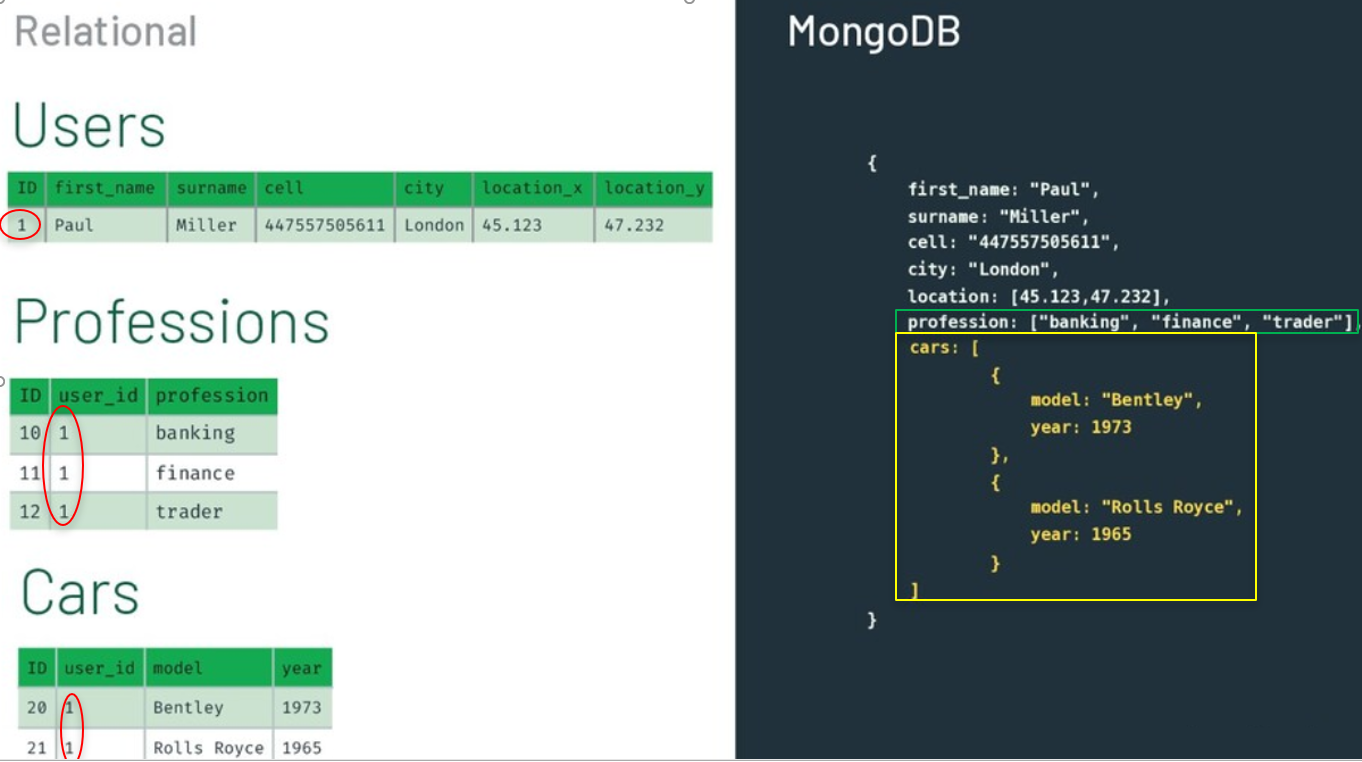 Relational
Users
ID first_name surname cell city location_x location_y
1 Paul Miller 447557505611 London 45.123 47.232
Professions
ID user_id profession
10 1 banking
11 1 finance
12 1 trader
Cars
ID user_id model year
20 1 Bentley 1973
21 1 Rolls Royce 1965
MongoDB
{
first_name: "Paul",
surname: "Miller",
cell: "447557505611",
city: "London",
location: [45.123,47.232],
profession: ["banking", "finance", "trader"],
cars: [
{
model: "Bentley",
year: 1973
},
{
model: "Rolls Royce",
year: 1965
}
]
}